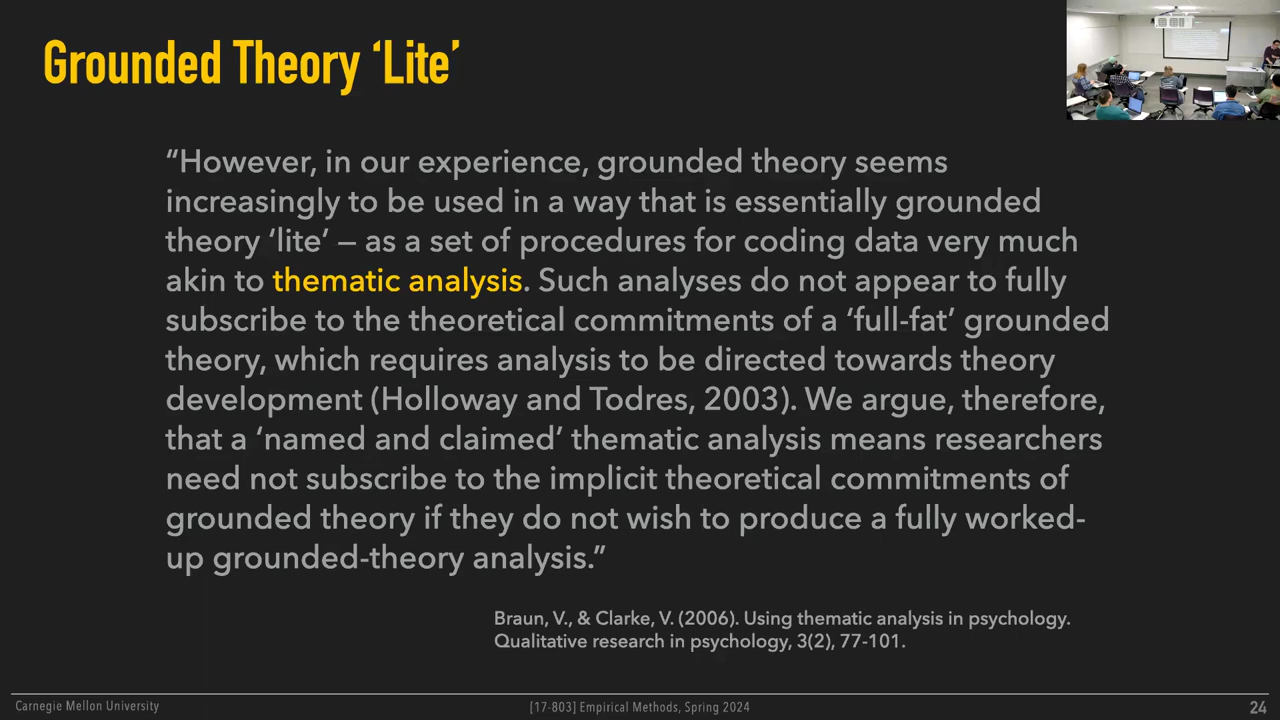 Grounded Theory ‘Lite’
“However, in our experience, grounded theory seems
increasingly to be used in a way that is essentially grounded
theory ‘lite’ – as a set of procedures for coding data very much
akin to thematic analysis. Such analyses do not appear to fully
subscribe to the theoretical commitments of a ‘full-fat’ grounded
theory, which requires analysis to be directed towards theory
development (Holloway and Todres, 2003). We argue, therefore,
that a ‘named and claimed’ thematic analysis means researchers
need not subscribe to the implicit theoretical commitments of
grounded theory if they do not wish to produce a fully worked-
up grounded-theory analysis.”
Braun, V., & Clarke, V. (2006). Using thematic analysis in psychology.
Qualitative research in psychology, 3(2), 77-101.
Carnegie Mellon University
[17-803] Empirical Methods, Spring 2024
24